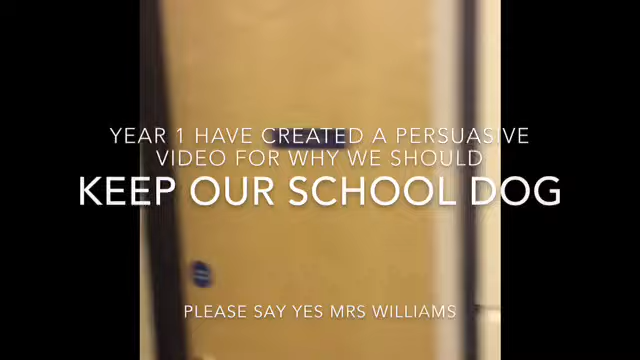 YEAR 1 HAVE CREATED A PERSUASIVE
VIDEO FOR WHY WE SHOULD
KEEP OUR SCHOOL DOG
PLEASE SAY YES MRS WILLIAMS